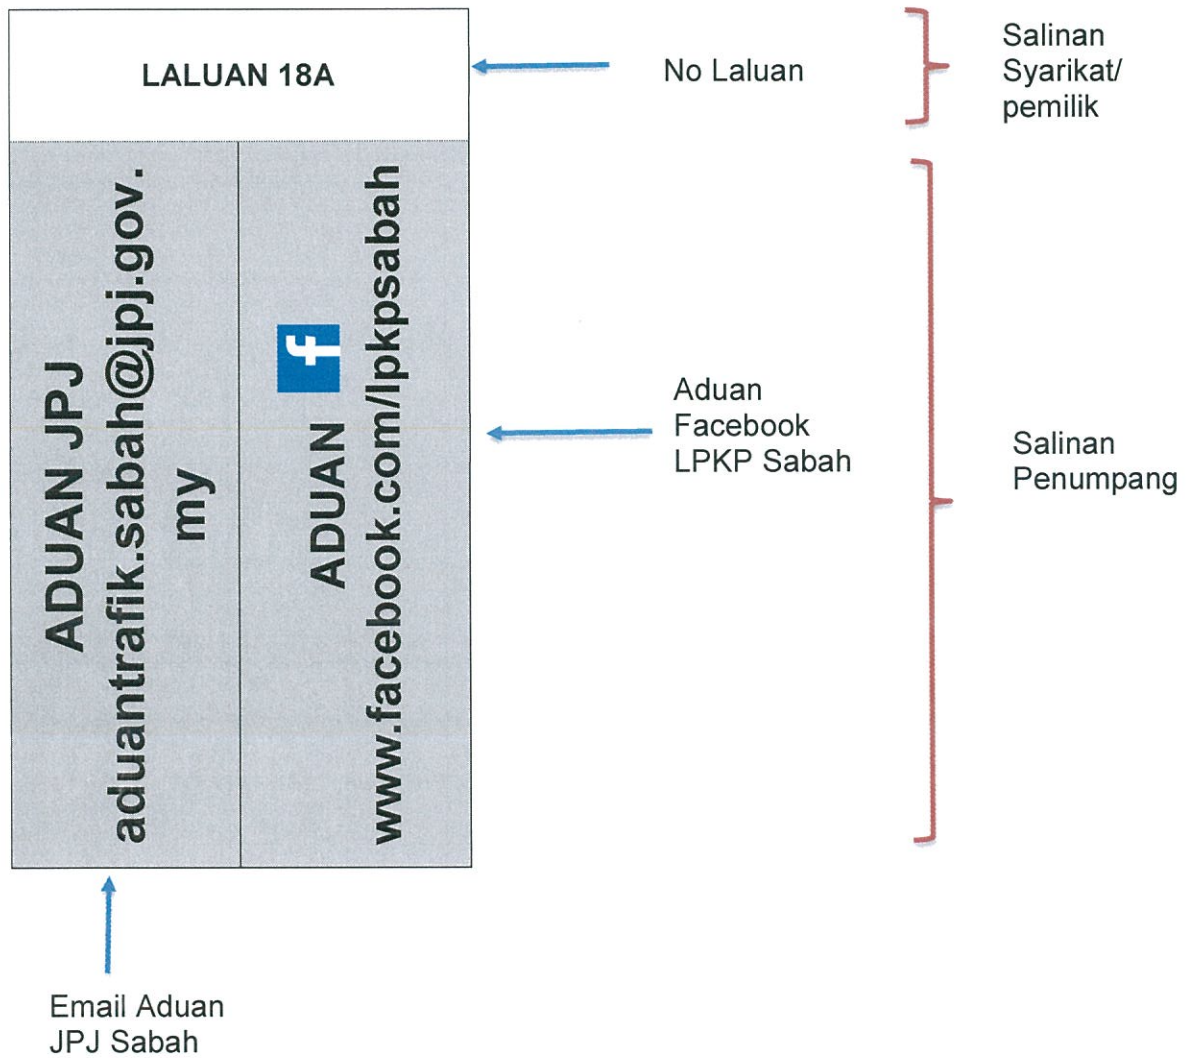 LALUAN 18A
No Laluan
Salinan
Syarikat/
pemilik
ADUAN JPJ
aduantrafik.sabah@jpj.gov.
my
ADUAN f
www.facebook.com/lpkpsabah
Aduan
Facebook
LPKP Sabah
Salinan
Penumpang
Email Aduan
JPJ Sabah